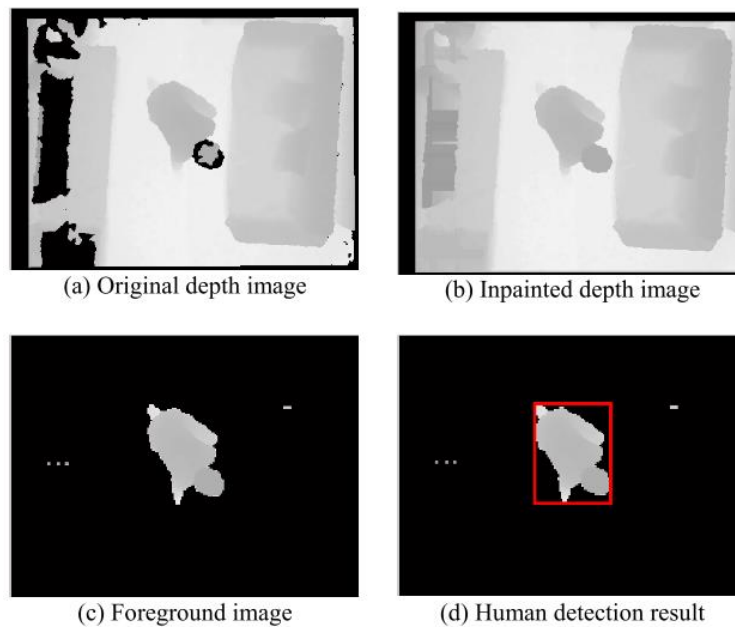 (a) Original depth image
(b) Inpainted depth image
(c) Foreground image
(d) Human detection result